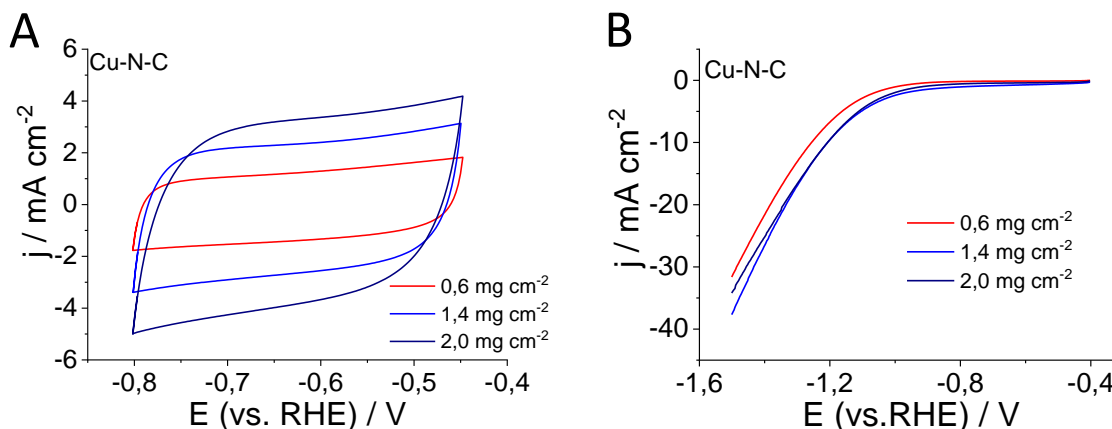 A
Cu-N-C
6
4
2
0
-2
-4
-6
j / mA cm⁻²
0,6 mg cm⁻²
1,4 mg cm⁻²
2,0 mg cm⁻²
-0,8
-0,7
-0,6
-0,5
-0,4
E (vs. RHE) / V
B
Cu-N-C
0
-10
-20
-30
-40
j / mA cm⁻²
0,6 mg cm⁻²
1,4 mg cm⁻²
2,0 mg cm⁻²
-1,6
-1,2
-0,8
-0,4
E (vs.RHE) / V